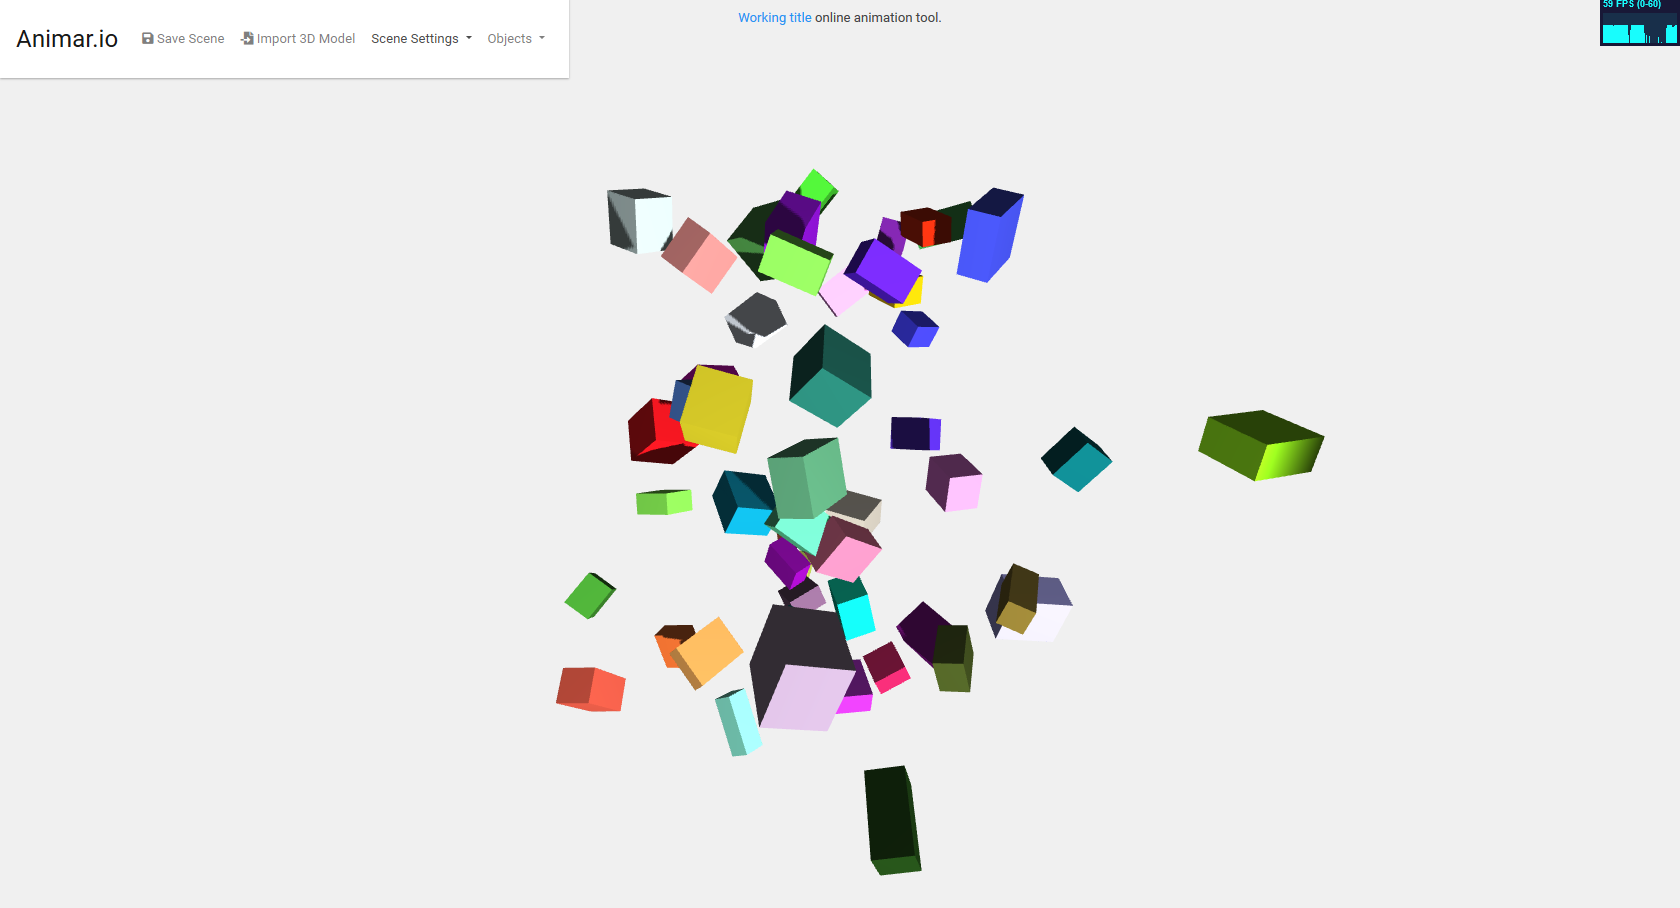 Animar.io Save Scene Import 3D Model Scene Settings Objects
Working title online animation tool.
59 FPS (0-60)